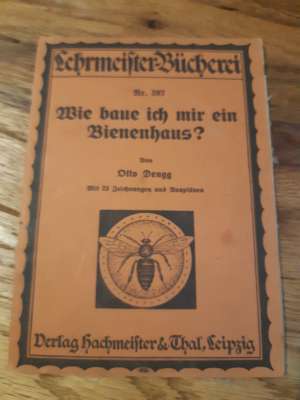 Lehrmeister-Bücherei
Nr. 387
Wie baue ich mir ein
Bienenhaus?
Von
Otto Dengg
Mit 23 Zeichnungen und Bauplänen
Verlag Hachmeister & Thal, Leipzig